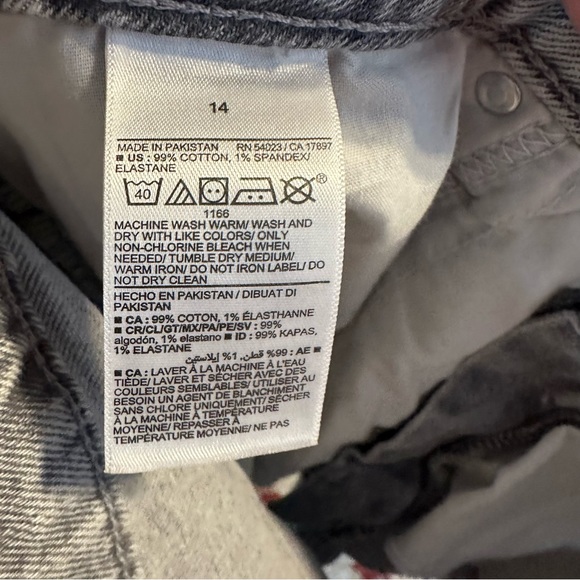 14
MADE IN PAKISTAN RN 54023 / CA 17897
■ US : 99% COTTON, 1% SPANDEX/
ELASTANE
40 ®
1166
MACHINE WASH WARM/ WASH AND
DRY WITH LIKE COLORS/ ONLY
NON-CHLORINE BLEACH WHEN
NEEDED/ TUMBLE DRY MEDIUM/
WARM IRON/ DO NOT IRON LABEL/ DO
NOT DRY CLEAN
HECHO EN PAKISTAN / DIBUAT DI
PAKISTAN
■ CA : 99% COTON, 1% ÉLASTHANNE
■ CR/CL/GT/MX/PA/PE/SV : 99%
algodón, 1% elastano ■ ID : 99% KAPAS,
1% ELASTANE
■ AE : 99% قطن, 1% إيلاستين
■ CA : LAVER À LA MACHINE À L'EAU
TIÈDE/ LAVER ET SÉCHER AVEC DES
COULEURS SEMBLABLES/ UTILISER AU
BESOIN UN AGENT DE BLANCHIMENT
SANS CHLORE UNIQUEMENT/ SÉCHER
À LA MACHINE À TEMPÉRATURE
MOYENNE/ REPASSER À
TEMPÉRATURE MOYENNE/ NE PAS